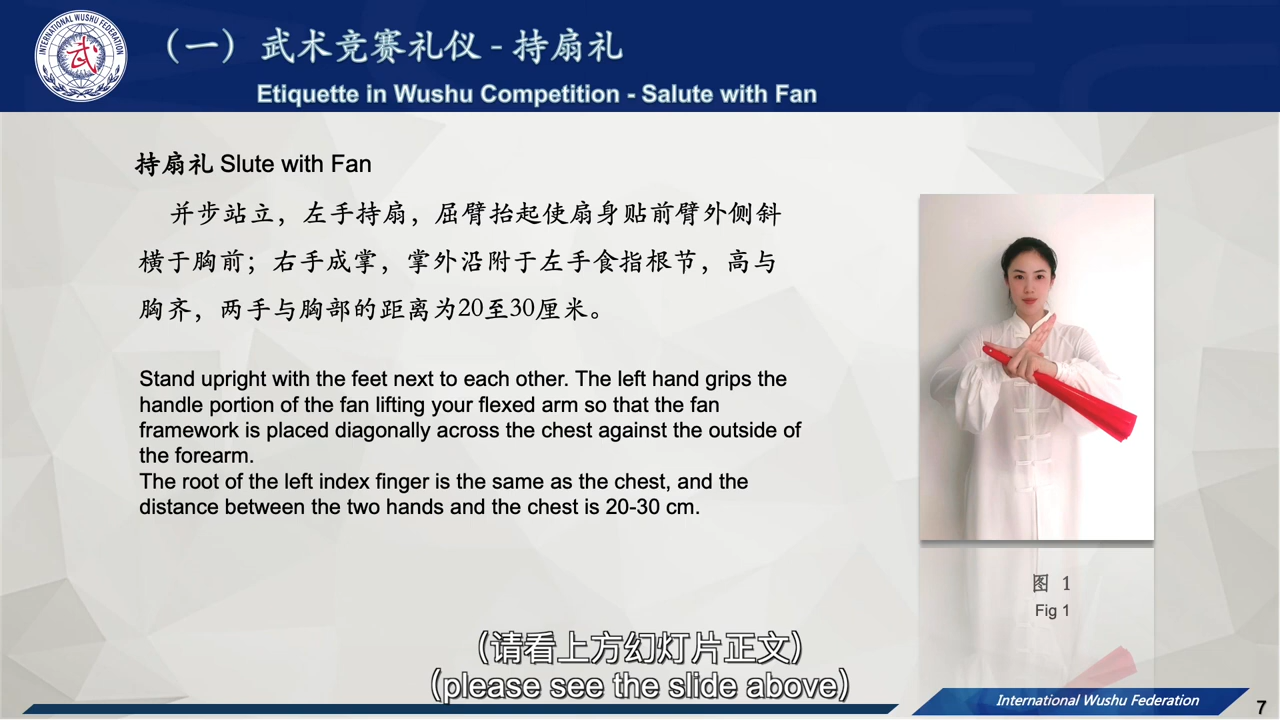 INTERNATIONAL WUSHU FEDERATION
武
（一）武术竞赛礼仪 - 持扇礼
Etiquette in Wushu Competition - Salute with Fan
持扇礼 Slute with Fan
并步站立，左手持扇，屈臂抬起使扇身贴前臂外侧斜
横于胸前；右手成掌，掌外沿附于左手食指根节，高与
胸齐，两手与胸部的距离为20至30厘米。
Stand upright with the feet next to each other. The left hand grips the
handle portion of the fan lifting your flexed arm so that the fan
framework is placed diagonally across the chest against the outside of
the forearm.
The root of the left index finger is the same as the chest, and the
distance between the two hands and the chest is 20-30 cm.
图 1
Fig 1
（请看上方幻灯片正文）
（please see the slide above）
International Wushu Federation
7